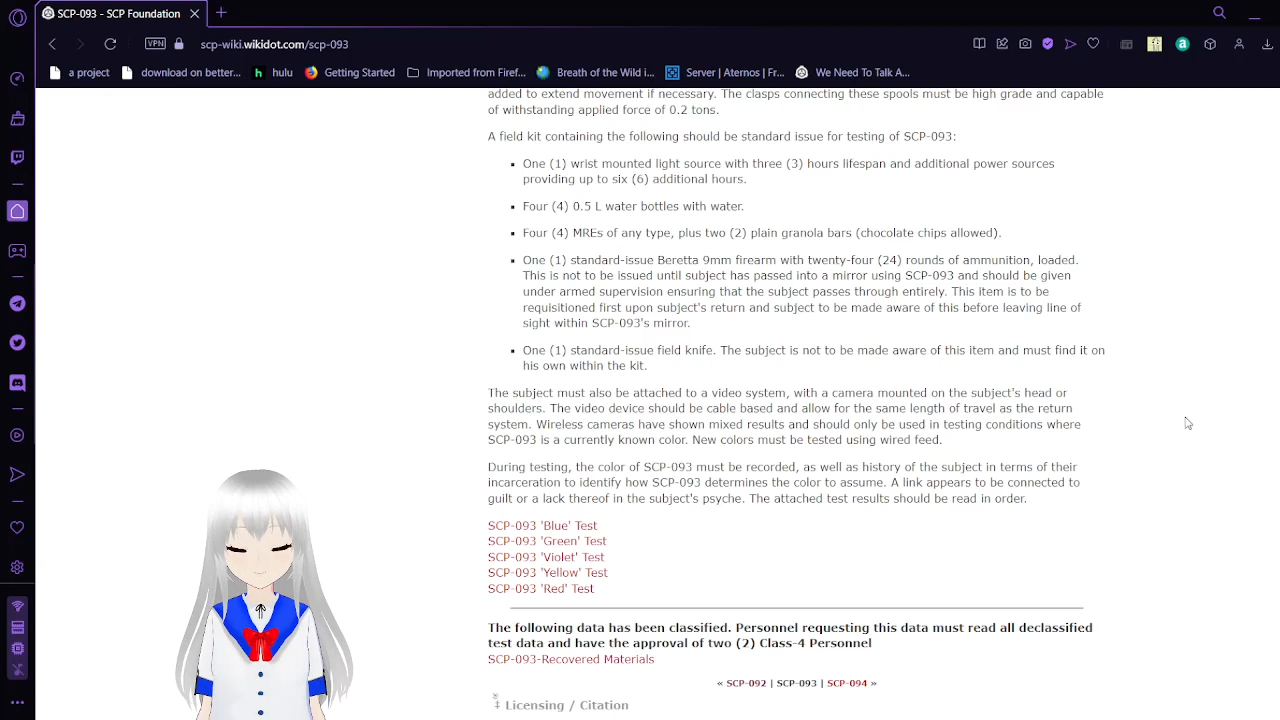 SCP-093 - SCP Foundation
VPN
scp-wiki.wikidot.com/scp-093
a project
download on better...
hulu
Getting Started
Imported from Firef...
Breath of the Wild i...
Server | Aternos | Fr...
We Need To Talk A...
added to extend movement if necessary. The clasps connecting these spools must be high grade and capable
of withstanding applied force of 0.2 tons.
A field kit containing the following should be standard issue for testing of SCP-093:
▪ One (1) wrist mounted light source with three (3) hours lifespan and additional power sources
providing up to six (6) additional hours.
▪ Four (4) 0.5 L water bottles with water.
▪ Four (4) MREs of any type, plus two (2) plain granola bars (chocolate chips allowed).
▪ One (1) standard-issue Beretta 9mm firearm with twenty-four (24) rounds of ammunition, loaded.
This is not to be issued until subject has passed into a mirror using SCP-093 and should be given
under armed supervision ensuring that the subject passes through entirely. This item is to be
requisitioned first upon subject's return and subject to be made aware of this before leaving line of
sight within SCP-093's mirror.
▪ One (1) standard-issue field knife. The subject is not to be made aware of this item and must find it on
his own within the kit.
The subject must also be attached to a video system, with a camera mounted on the subject's head or
shoulders. The video device should be cable based and allow for the same length of travel as the return
system. Wireless cameras have shown mixed results and should only be used in testing conditions where
SCP-093 is a currently known color. New colors must be tested using wired feed.
During testing, the color of SCP-093 must be recorded, as well as history of the subject in terms of their
incarceration to identify how SCP-093 determines the color to assume. A link appears to be connected to
guilt or a lack thereof in the subject's psyche. The attached test results should be read in order.
SCP-093 'Blue' Test
SCP-093 'Green' Test
SCP-093 'Violet' Test
SCP-093 'Yellow' Test
SCP-093 'Red' Test
The following data has been classified. Personnel requesting this data must read all declassified
test data and have the approval of two (2) Class-4 Personnel
SCP-093-Recovered Materials
« SCP-092 | SCP-093 | SCP-094 »
‡ Licensing / Citation